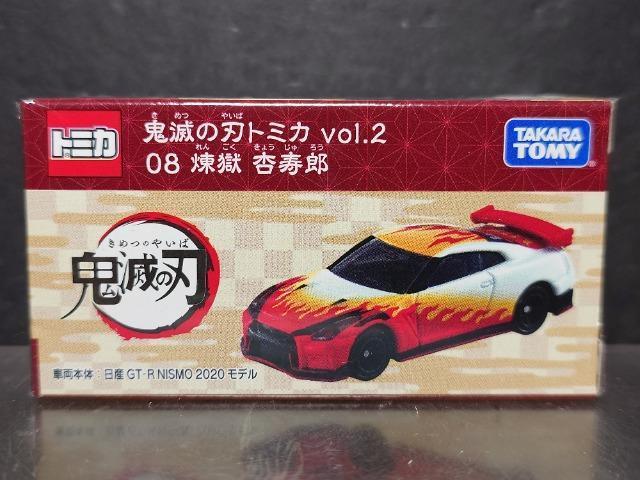 トミカ
きめつ やいば
鬼滅の刃トミカ vol.2
れんごく きょうじゅろう
08 煉獄 杏寿郎
TAKARA TOMY
きめつのやいば
鬼滅の刃
車両本体：日産 GT-R NISMO 2020 モデル